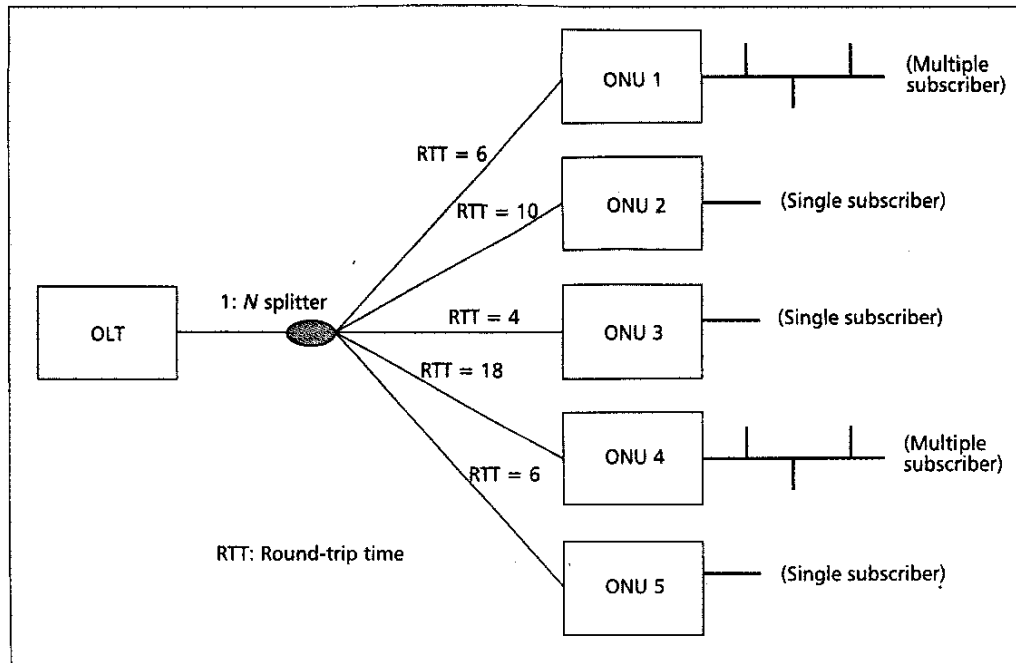 ONU 1
(Multiple
subscriber)
RTT = 6
ONU 2
(Single subscriber)
RTT = 10
1: N splitter
OLT
RTT = 4
ONU 3
(Single subscriber)
RTT = 18
ONU 4
(Multiple
subscriber)
RTT = 6
RTT: Round-trip time
ONU 5
(Single subscriber)